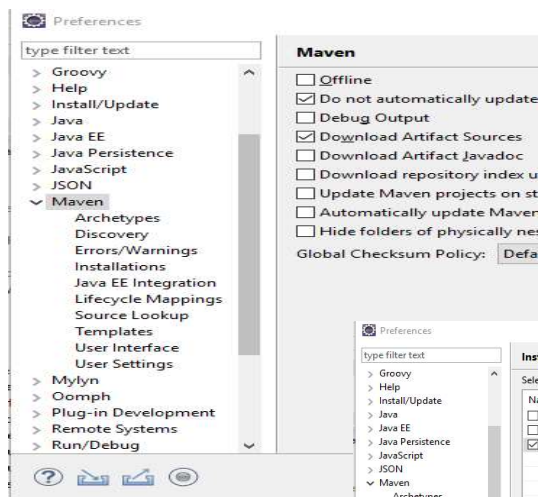 Preferences
type filter text
Groovy
Help
Install/Update
Java
Java EE
Java Persistence
JavaScript
JSON
Maven
Archetypes
Discovery
Errors/Warnings
Installations
Java EE Integration
Lifecycle Mappings
Source Lookup
Templates
User Interface
User Settings
Mylyn
Oomph
Plug-in Development
Remote Systems
Run/Debug
Maven
Offline
Do not automatically update
Debug Output
Download Artifact Sources
Download Artifact Javadoc
Download repository index u
Update Maven projects on st
Automatically update Maven
Hide folders of physically nes
Global Checksum Policy: Defa
Preferences
type filter text
Groovy
Help
Install/Update
Java
Java EE
Java Persistence
JavaScript
JSON
Maven
Archetypes
Inst
Sele
Na